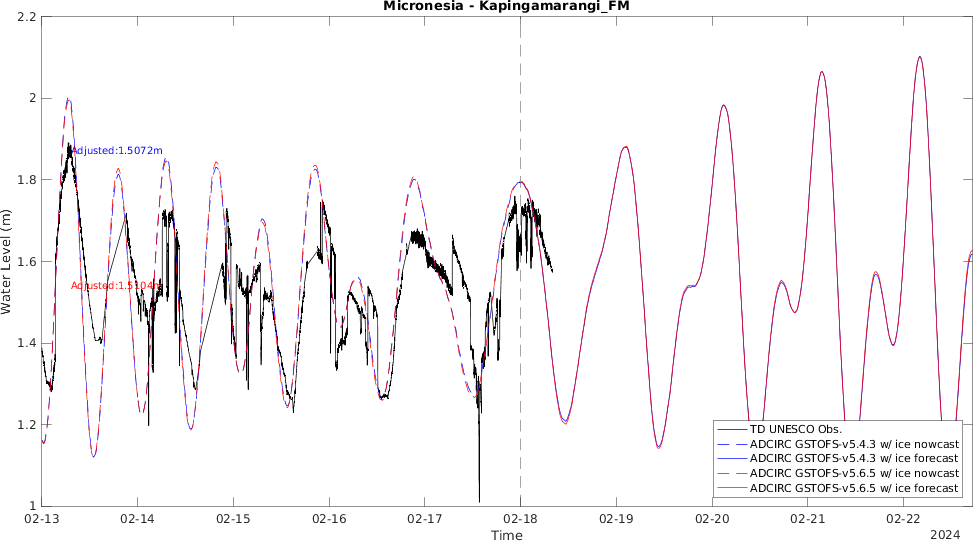 Micronesia - Kapingamarangi_FM
2.2
2
1.8
1.6
1.4
1.2
1
Water Level (m)
Adjusted:1.5072m
Adjusted:1.5104m
TD UNESCO Obs.
ADCIRC GSTOFS-v5.4.3 w/ ice nowcast
ADCIRC GSTOFS-v5.4.3 w/ ice forecast
ADCIRC GSTOFS-v5.6.5 w/ ice nowcast
ADCIRC GSTOFS-v5.6.5 w/ ice forecast
02-13 02-14 02-15 02-16 02-17 02-18 02-19 02-20 02-21 02-22
Time
2024